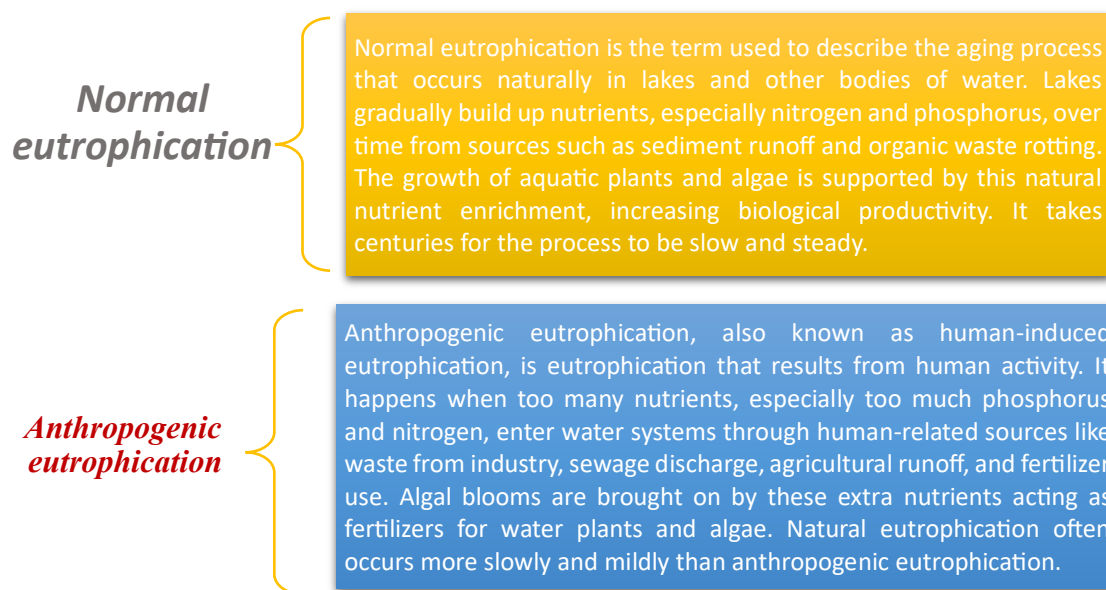 Normal
eutrophication
Normal eutrophication is the term used to describe the aging process
that occurs naturally in lakes and other bodies of water. Lakes
gradually build up nutrients, especially nitrogen and phosphorus, over
time from sources such as sediment runoff and organic waste rotting.
The growth of aquatic plants and algae is supported by this natural
nutrient enrichment, increasing biological productivity. It takes
centuries for the process to be slow and steady.
Anthropogenic
eutrophication
Anthropogenic eutrophication, also known as human-induced
eutrophication, is eutrophication that results from human activity. It
happens when too many nutrients, especially too much phosphorus
and nitrogen, enter water systems through human-related sources like
waste from industry, sewage discharge, agricultural runoff, and fertilizer
use. Algal blooms are brought on by these extra nutrients acting as
fertilizers for water plants and algae. Natural eutrophication often
occurs more slowly and mildly than anthropogenic eutrophication.